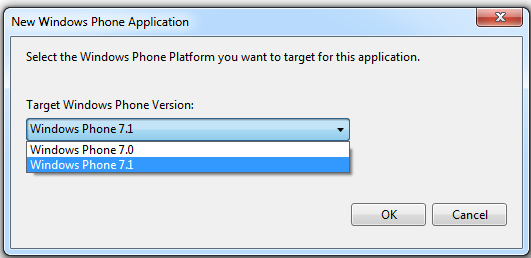 New Windows Phone Application
Select the Windows Phone Platform you want to target for this application.
Target Windows Phone Version:
Windows Phone 7.1
Windows Phone 7.0
Windows Phone 7.1
OK Cancel